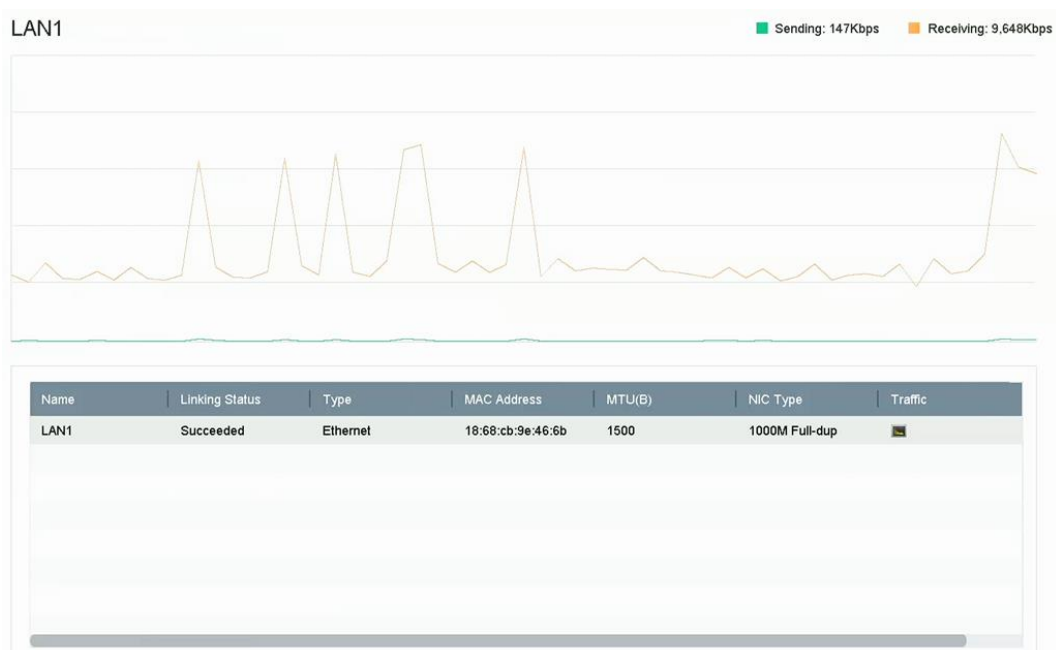 LAN1
Sending: 147Kbps Receiving: 9,648Kbps
Name Linking Status Type MAC Address MTU(B) NIC Type Traffic
LAN1 Succeeded Ethernet 18:68:cb:9e:46:6b 1500 1000M Full-dup